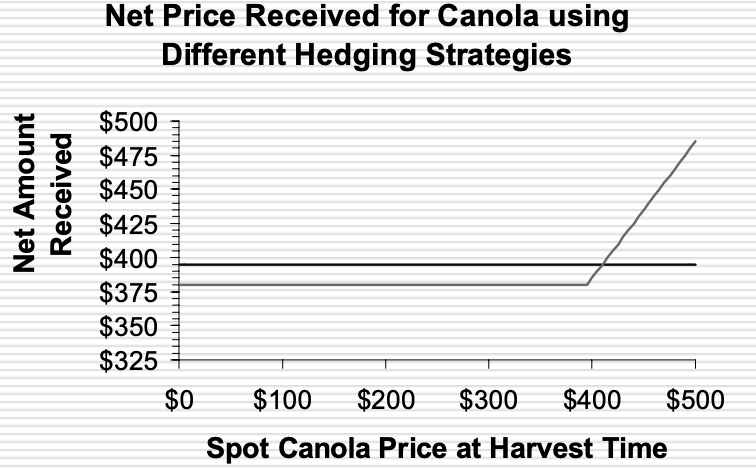 Net Price Received for Canola using
Different Hedging Strategies
Net Amount
Received
$500
$475
$450
$425
$400
$375
$350
$325
$0 $100 $200 $300 $400 $500
Spot Canola Price at Harvest Time